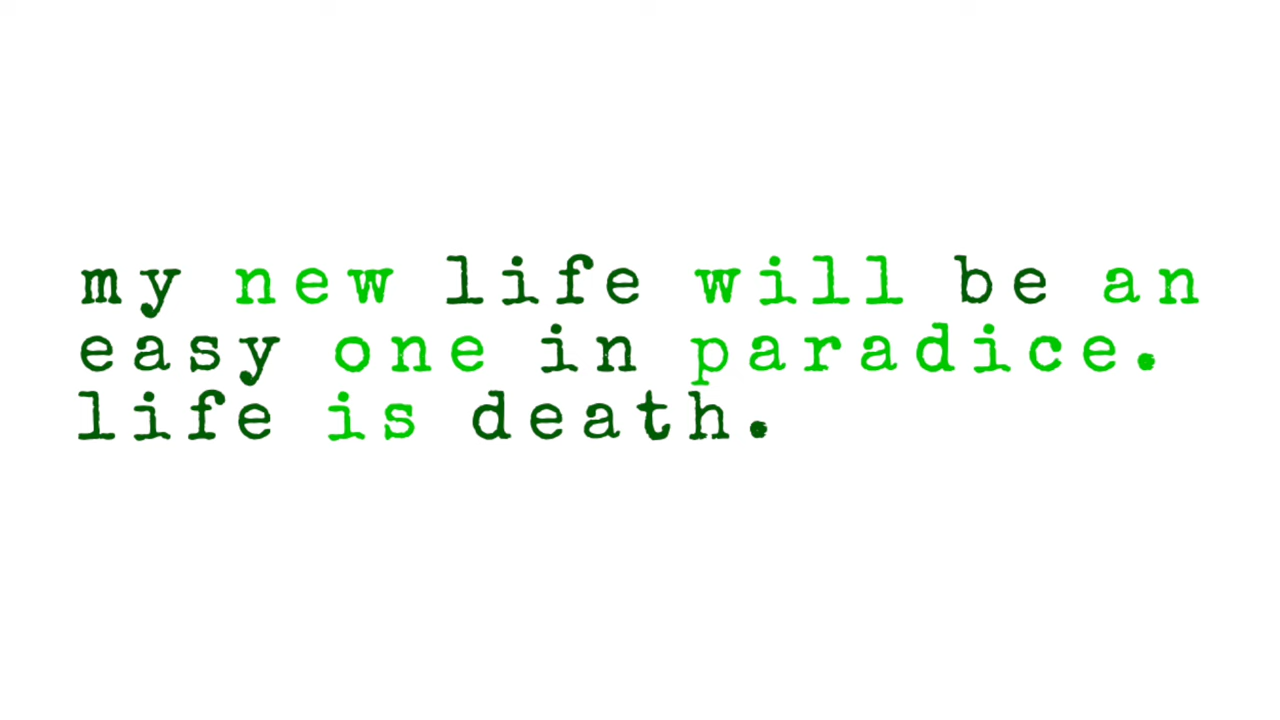 my new life will be an
easy one in paradice.
life is death.